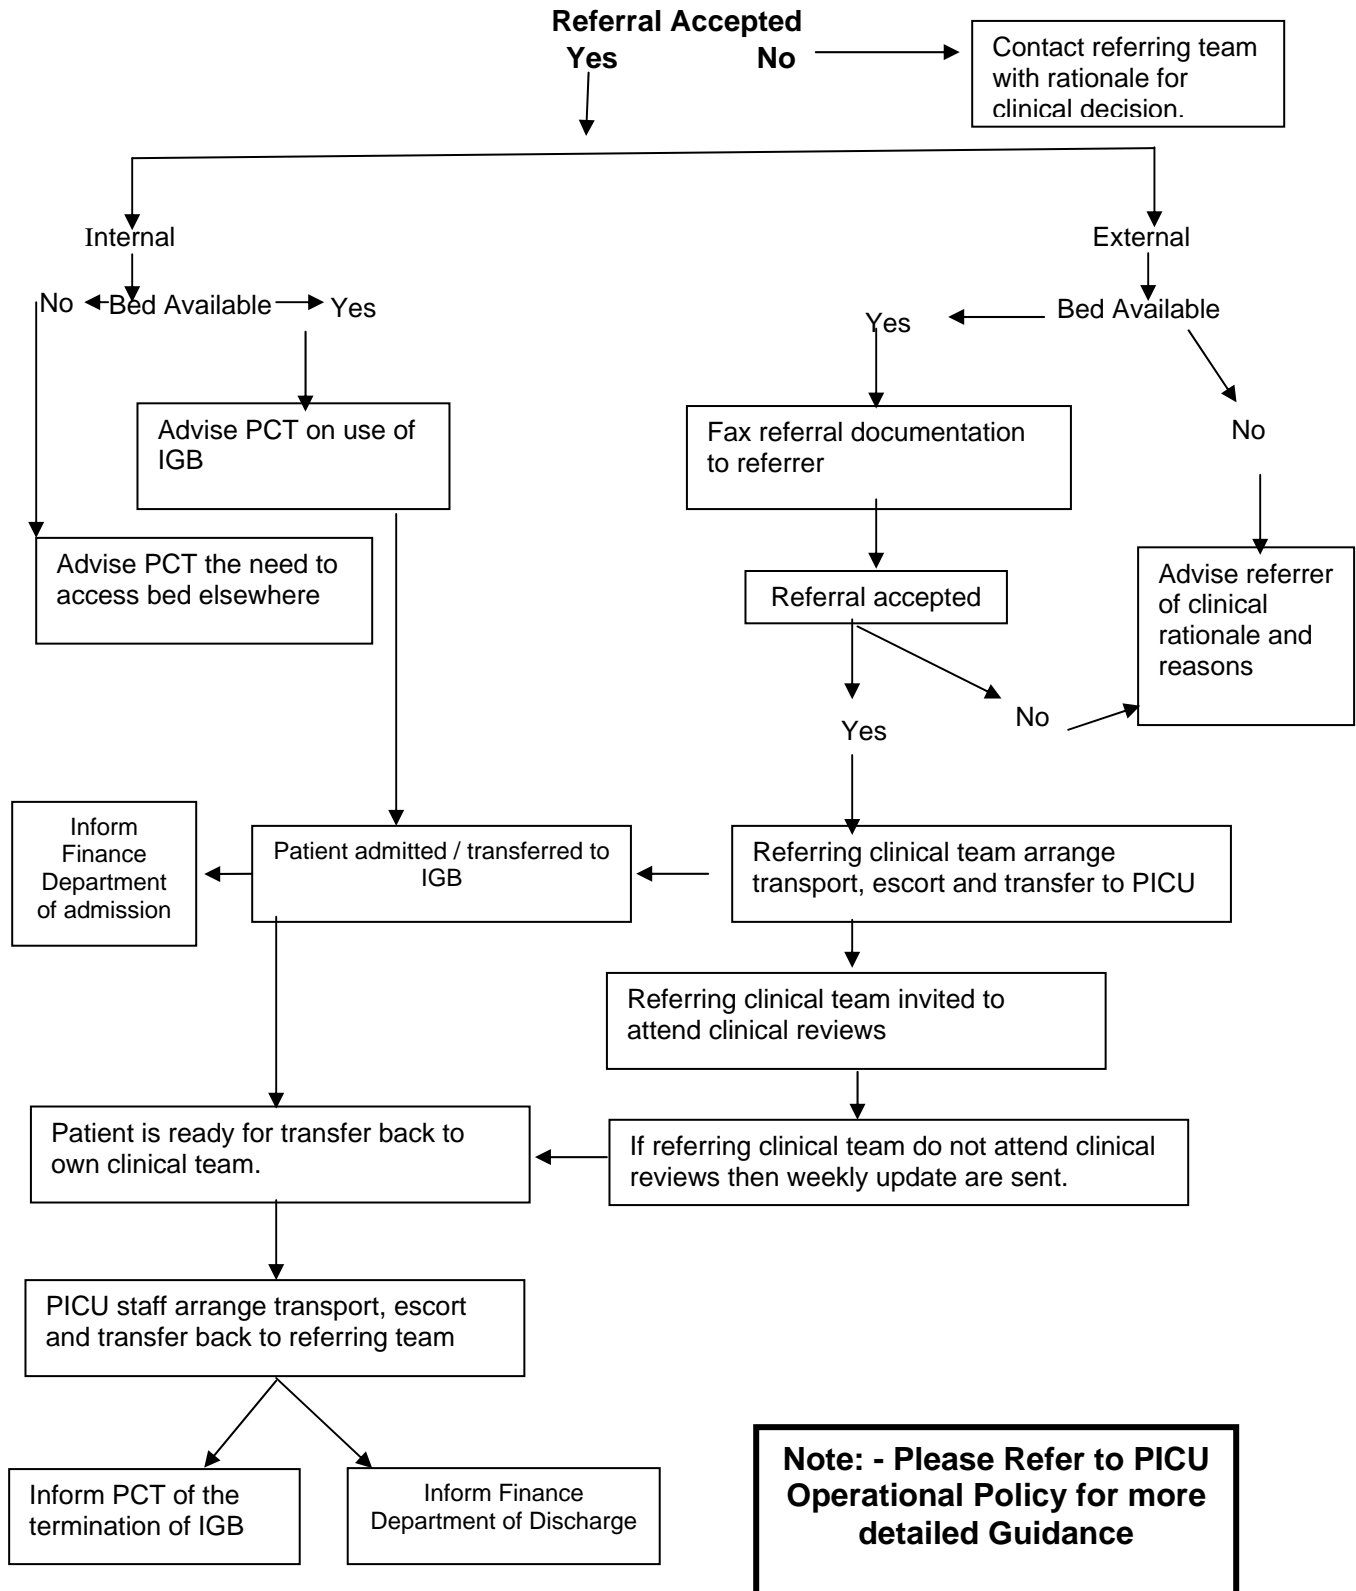 Referral Accepted
Yes No
Contact referring team
with rationale for
clinical decision.
Internal
External
No Bed Available Yes
Yes
Bed Available
No
Advise PCT on use of
IGB
Fax referral documentation
to referrer
Advise PCT the need to
access bed elsewhere
Referral accepted
Advise referrer
of clinical
rationale and
reasons
Yes
No
Inform
Finance
Department
of admission
Patient admitted / transferred to
IGB
Referring clinical team arrange
transport, escort and transfer to PICU
Referring clinical team invited to
attend clinical reviews
Patient is ready for transfer back to
own clinical team.
If referring clinical team do not attend clinical
reviews then weekly update are sent.
PICU staff arrange transport, escort
and transfer back to referring team
Inform PCT of the
termination of IGB
Inform Finance
Department of Discharge
Note: - Please Refer to PICU
Operational Policy for more
detailed Guidance